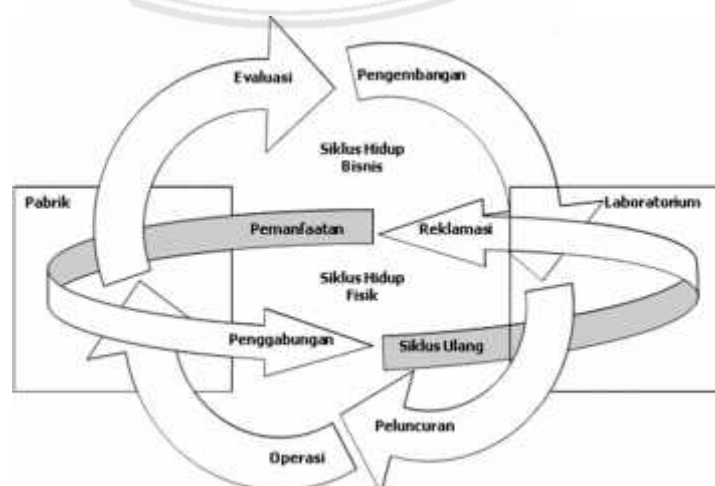 Evaluasi
Pengembangan
Siklus Hidup
Bisnis
Pabrik
Laboratorium
Pemanfaatan
Reklamasi
Siklus Hidup
Fisik
Penggabungan
Siklus Ulang
Peluncuran
Operasi